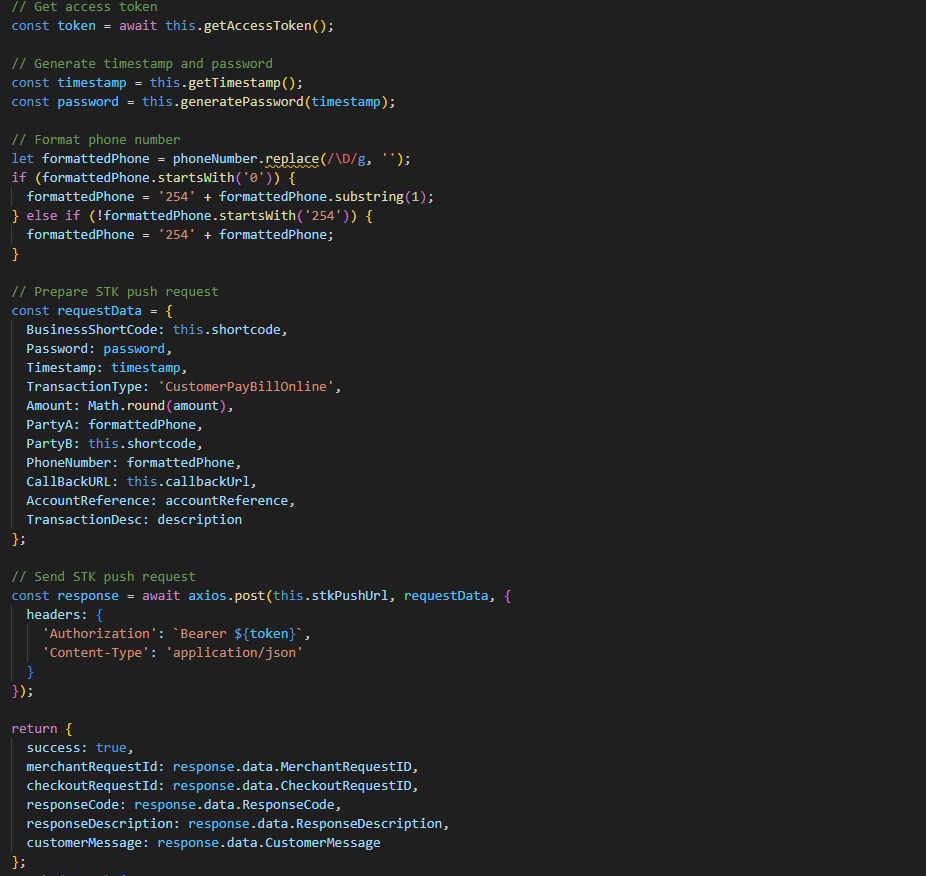 // Get access token
const token = await this.getAccessToken();
// Generate timestamp and password
const timestamp = this.getTimestamp();
const password = this.generatePassword(timestamp);
// Format phone number
let formattedPhone = phoneNumber.replace(/\D/g, '');
if (formattedPhone.startsWith('0')) {
  formattedPhone = '254' + formattedPhone.substring(1);
} else if (!formattedPhone.startsWith('254')) {
  formattedPhone = '254' + formattedPhone;
}
// Prepare STK push request
const requestData = {
  BusinessShortCode: this.shortcode,
  Password: password,
  Timestamp: timestamp,
  TransactionType: 'CustomerPayBillOnline',
  Amount: Math.round(amount),
  PartyA: formattedPhone,
  PartyB: this.shortcode,
  PhoneNumber: formattedPhone,
  CallBackURL: this.callbackUrl,
  AccountReference: accountReference,
  TransactionDesc: description
};
// Send STK push request
const response = await axios.post(this.stkPushUrl, requestData, {
  headers: {
    'Authorization': `Bearer ${token}`,
    'Content-Type': 'application/json'
  }
});
return {
  success: true,
  merchantRequestId: response.data.MerchantRequestID,
  checkoutRequestId: response.data.CheckoutRequestID,
  responseCode: response.data.ResponseCode,
  responseDescription: response.data.ResponseDescription,
  customerMessage: response.data.CustomerMessage
};